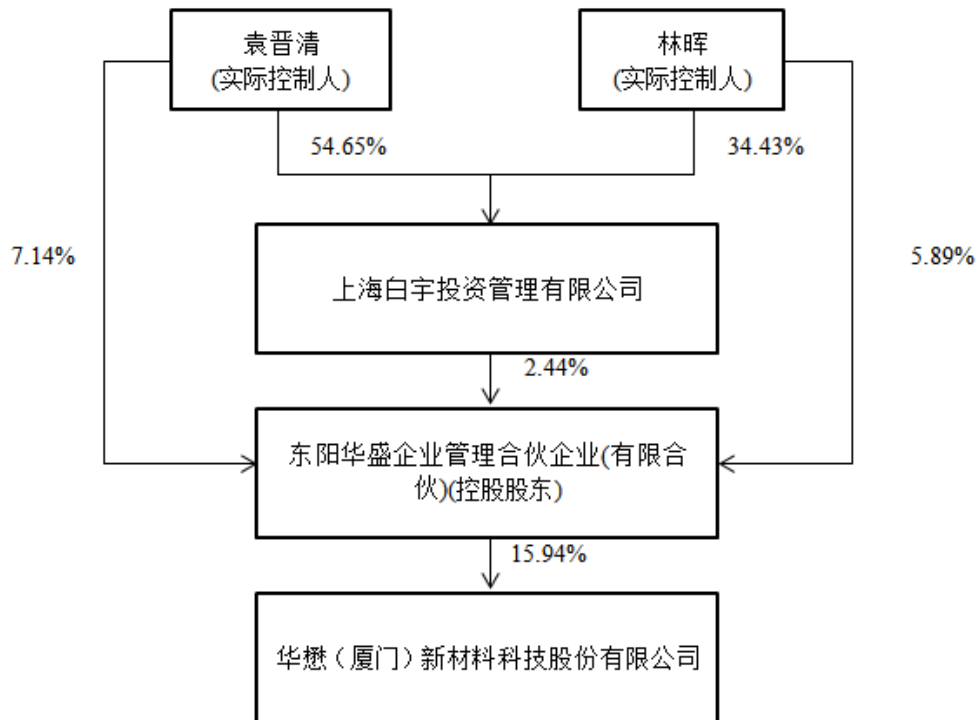 袁晋清
(实际控制人)
林晖
(实际控制人)
54.65%
34.43%
7.14%
5.89%
上海白宇投资管理有限公司
2.44%
东阳华盛企业管理合伙企业(有限合
伙)(控股股东)
15.94%
华懋（厦门）新材料科技股份有限公司